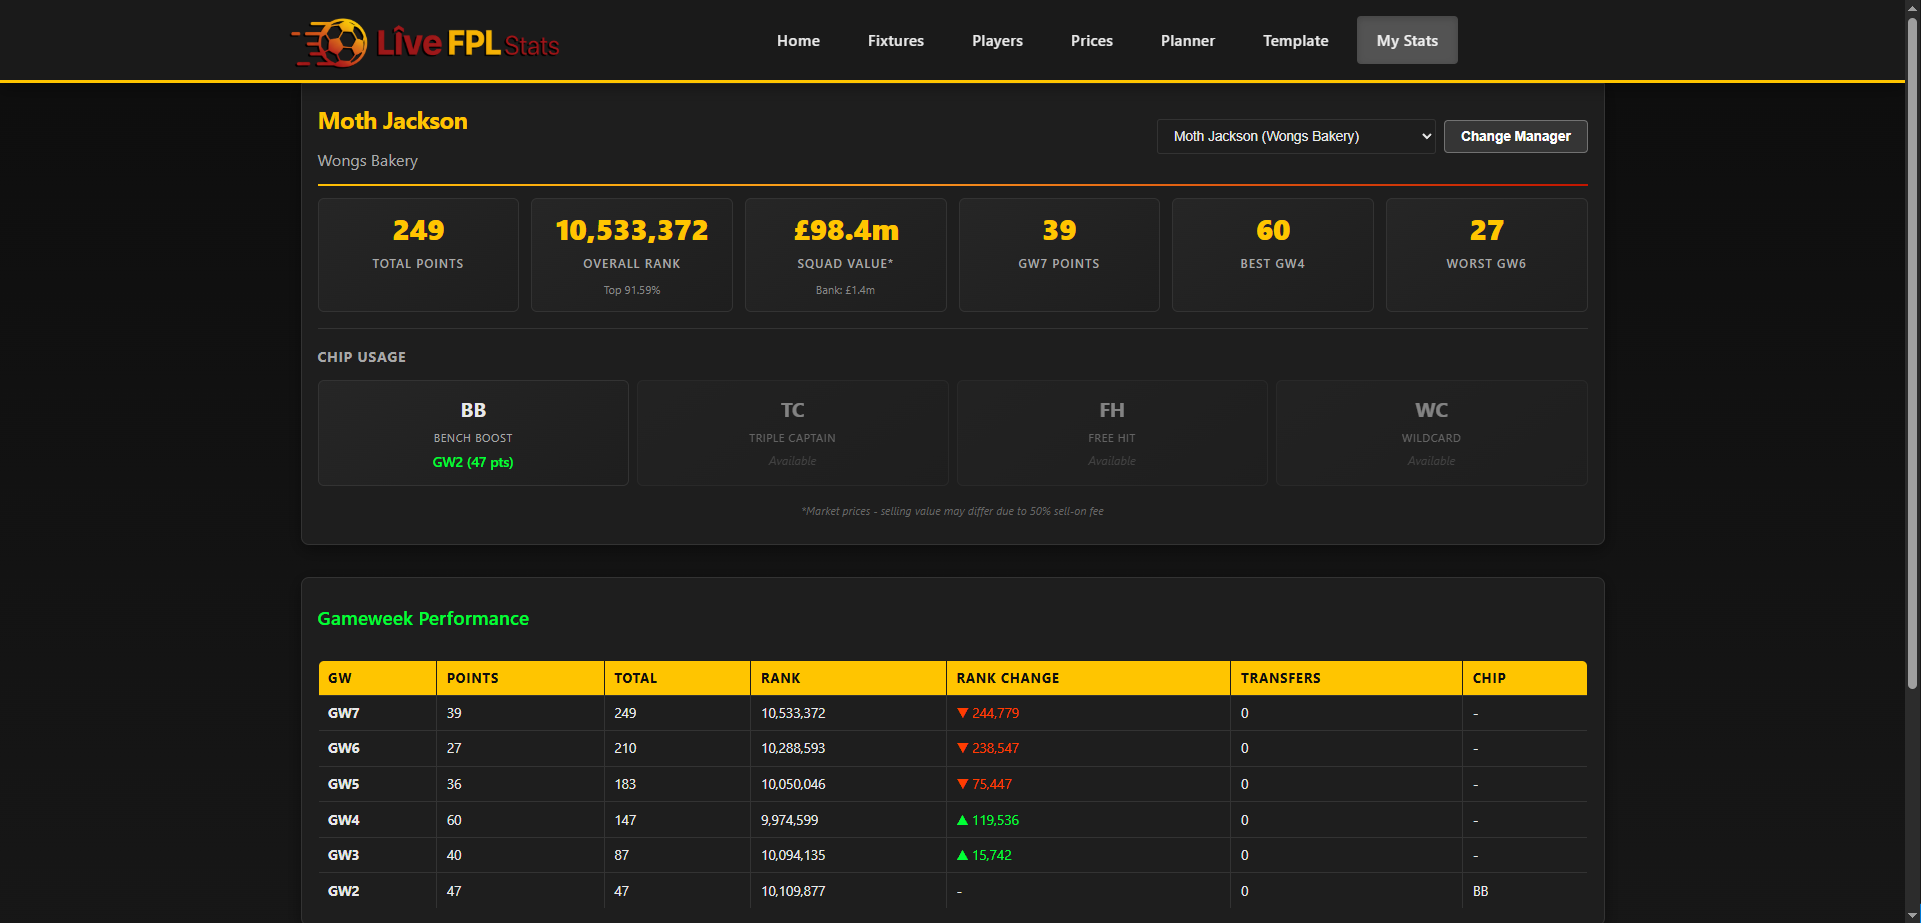 Lîve FPL Stats
Home Fixtures Players Prices Planner Template My Stats
Moth Jackson
Wongs Bakery
Moth Jackson (Wongs Bakery) Change Manager
249 10,533,372 £98.4m 39 60 27
TOTAL POINTS OVERALL RANK SQUAD VALUE* GW7 POINTS BEST GW4 WORST GW6
Top 91.59% Bank: £1.4m
CHIP USAGE
BB TC FH WC
BENCH BOOST TRIPLE CAPTAIN FREE HIT WILDCARD
GW2 (47 pts) Available Available Available
*Market prices - selling value may differ due to 50% sell-on fee
Gameweek Performance
GW POINTS TOTAL RANK RANK CHANGE TRANSFERS CHIP
GW7 39 249 10,533,372 ▼ 244,779 0 -
GW6 27 210 10,288,593 ▼ 238,547 0 -
GW5 36 183 10,050,046 ▼ 75,447 0 -
GW4 60 147 9,974,599 ▲ 119,536 0 -
GW3 40 87 10,094,135 ▲ 15,742 0 -
GW2 47 47 10,109,877 - 0 BB